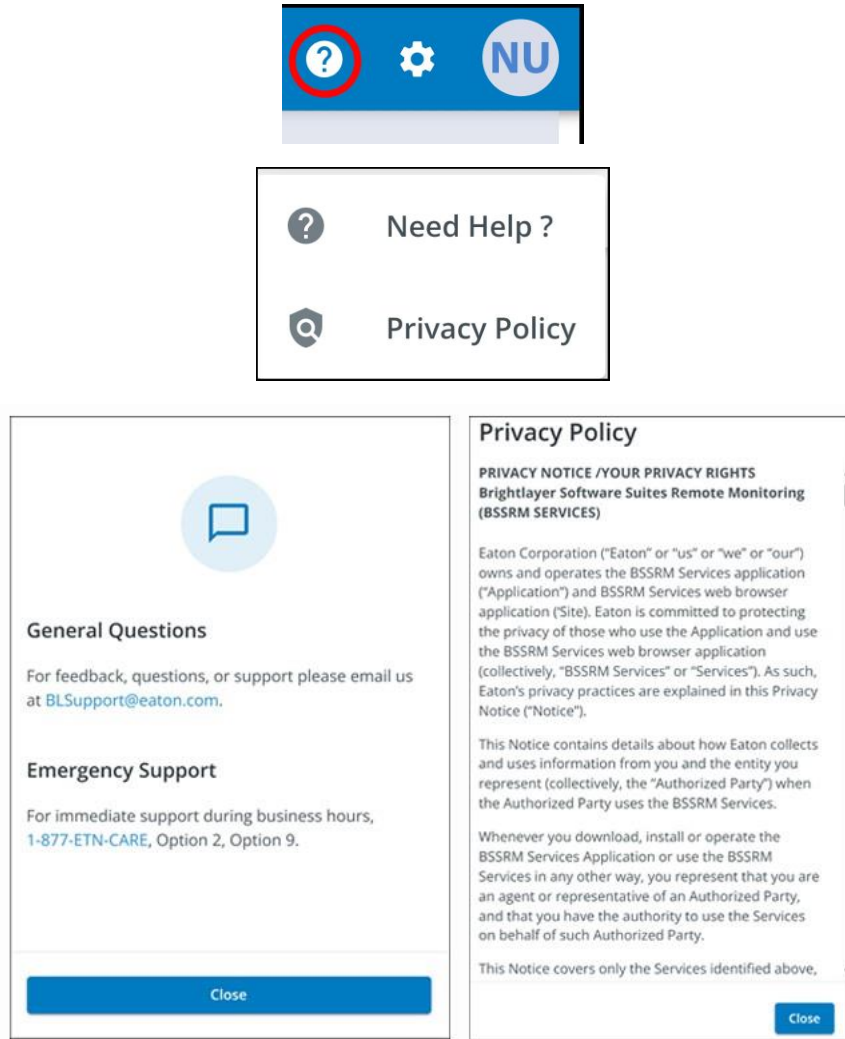 ?
NU
? Need Help ?
Privacy Policy
General Questions
For feedback, questions, or support please email us
at BLSupport@eaton.com.
Emergency Support
For immediate support during business hours,
1-877-ETN-CARE, Option 2, Option 9.
Close
Privacy Policy
PRIVACY NOTICE /YOUR PRIVACY RIGHTS
Brightlayer Software Suites Remote Monitoring
(BSSRM SERVICES)
Eaton Corporation (“Eaton” or “us” or “we” or “our”)
owns and operates the BSSRM Services application
(“Application”) and BSSRM Services web browser
application (‘Site). Eaton is committed to protecting
the privacy of those who use the Application and use
the BSSRM Services web browser application
(collectively, “BSSRM Services” or “Services”). As such,
Eaton’s privacy practices are explained in this Privacy
Notice (“Notice”).
This Notice contains details about how Eaton collects
and uses information from you and the entity you
represent (collectively, the “Authorized Party”) when
the Authorized Party uses the BSSRM Services.
Whenever you download, install or operate the
BSSRM Services Application or use the BSSRM
Services in any other way, you represent that you are
an agent or representative of an Authorized Party,
and that you have the authority to use the Services
on behalf of such Authorized Party.
This Notice covers only the Services identified above,
Close